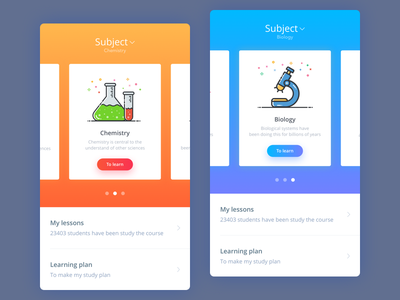 Subject
Chemistry
Chemistry
Chemistry is central to the
understand of other sciences
To learn
My lessons
23403 students have been study the course
Learning plan
To make my study plan
Subject
Biology
Biology
Biological systems have
been along this for billions of years
To learn
My lessons
23403 students have been study the course
Learning plan
To make my study plan